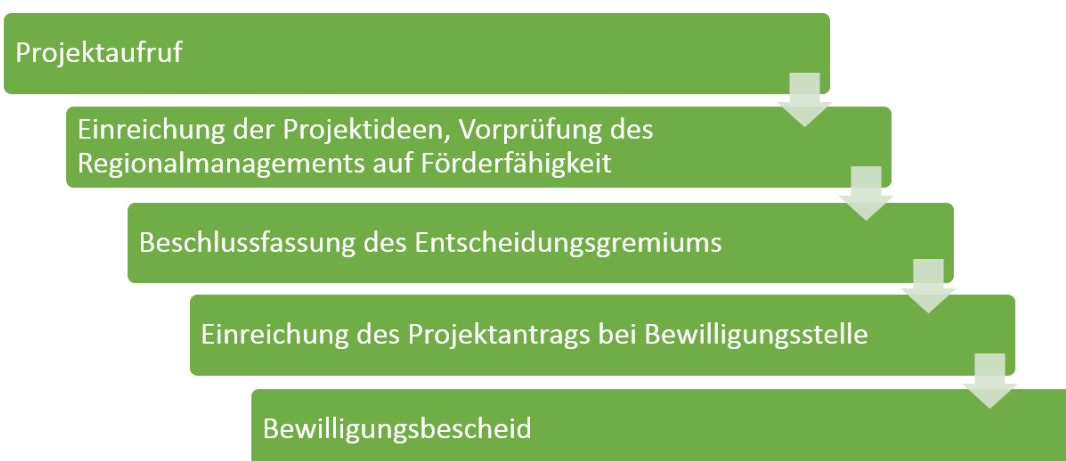 Projektaufruf
Einreichung der Projektideen, Vorprüfung des
Regionalmanagements auf Förderfähigkeit
Beschlussfassung des Entscheidungsgremiums
Einreichung des Projektantrags bei Bewilligungsstelle
Bewilligungsbescheid